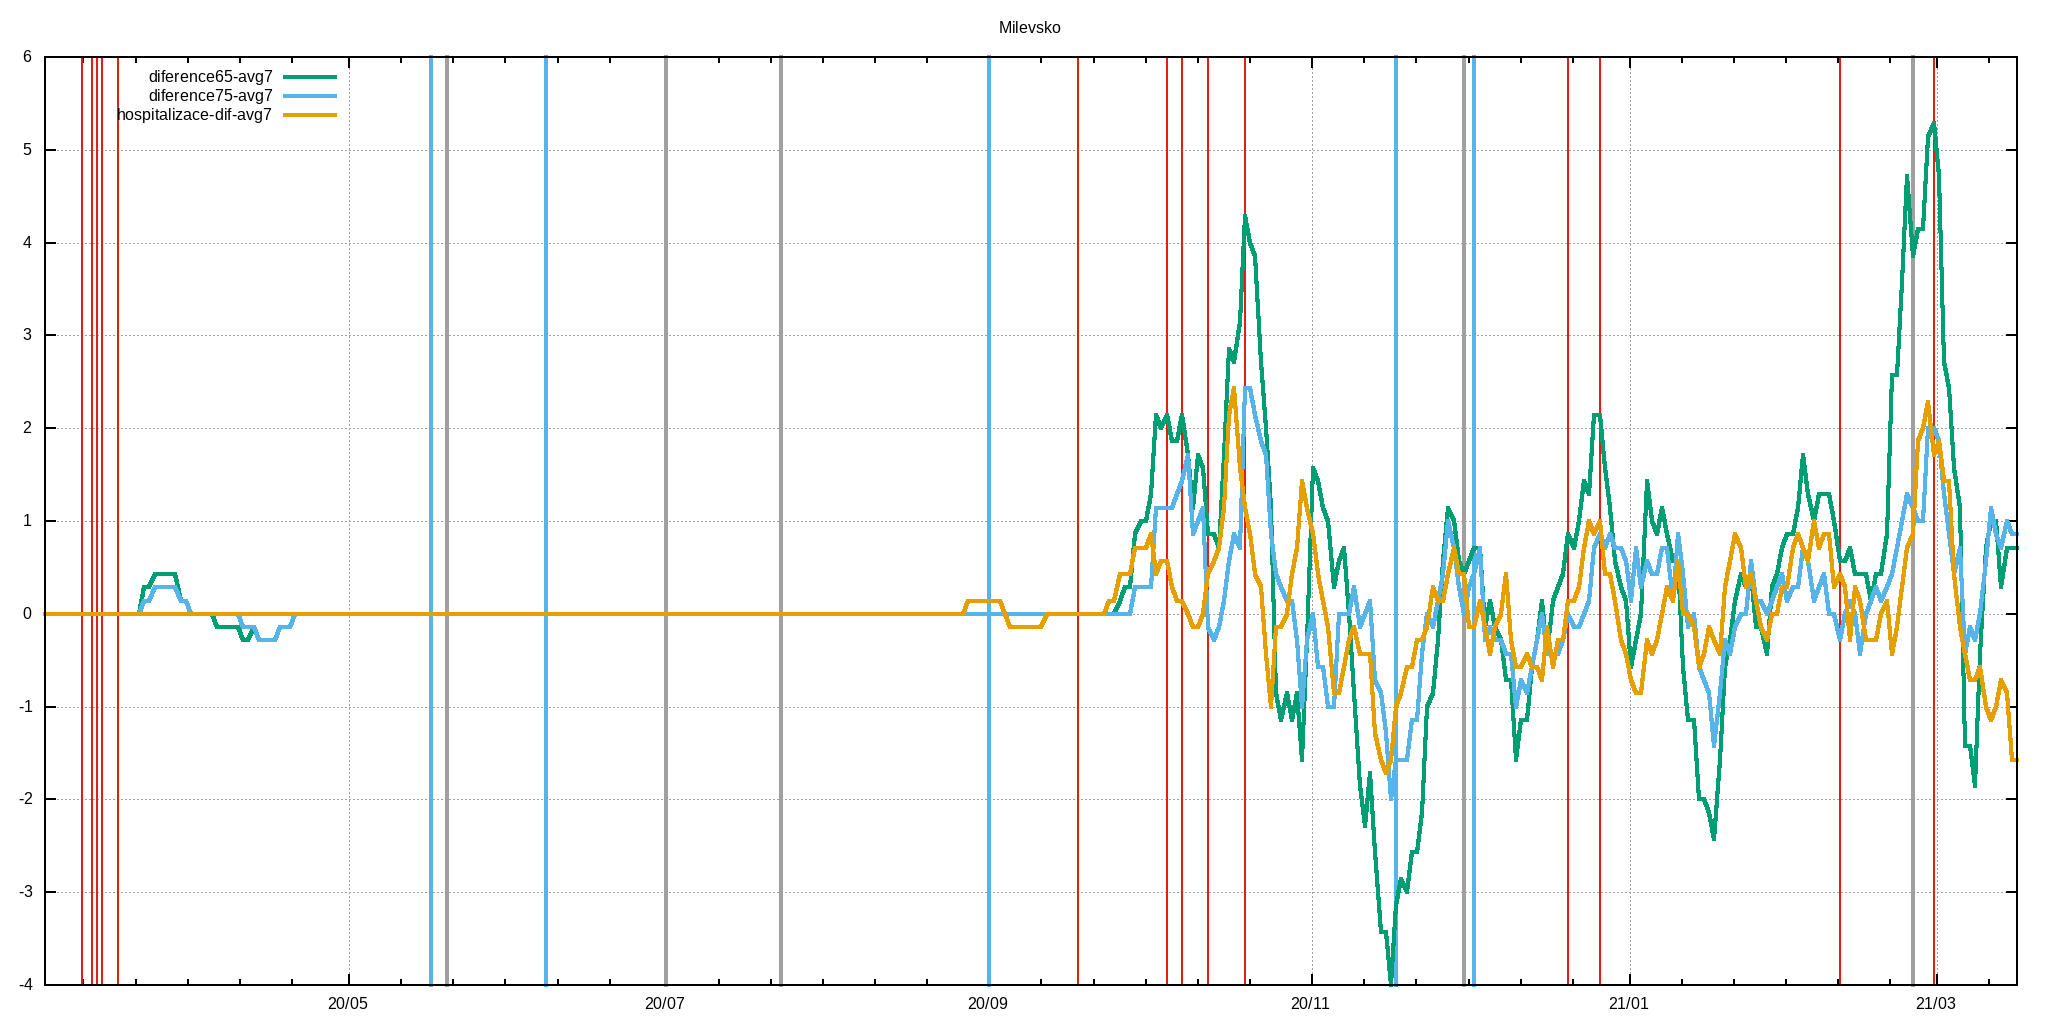 Milevsko
diference65-avg7
diference75-avg7
hospitalizace-dif-avg7
6
5
4
3
2
1
0
-1
-2
-3
-4
20/05 20/07 20/09 20/11 21/01 21/03